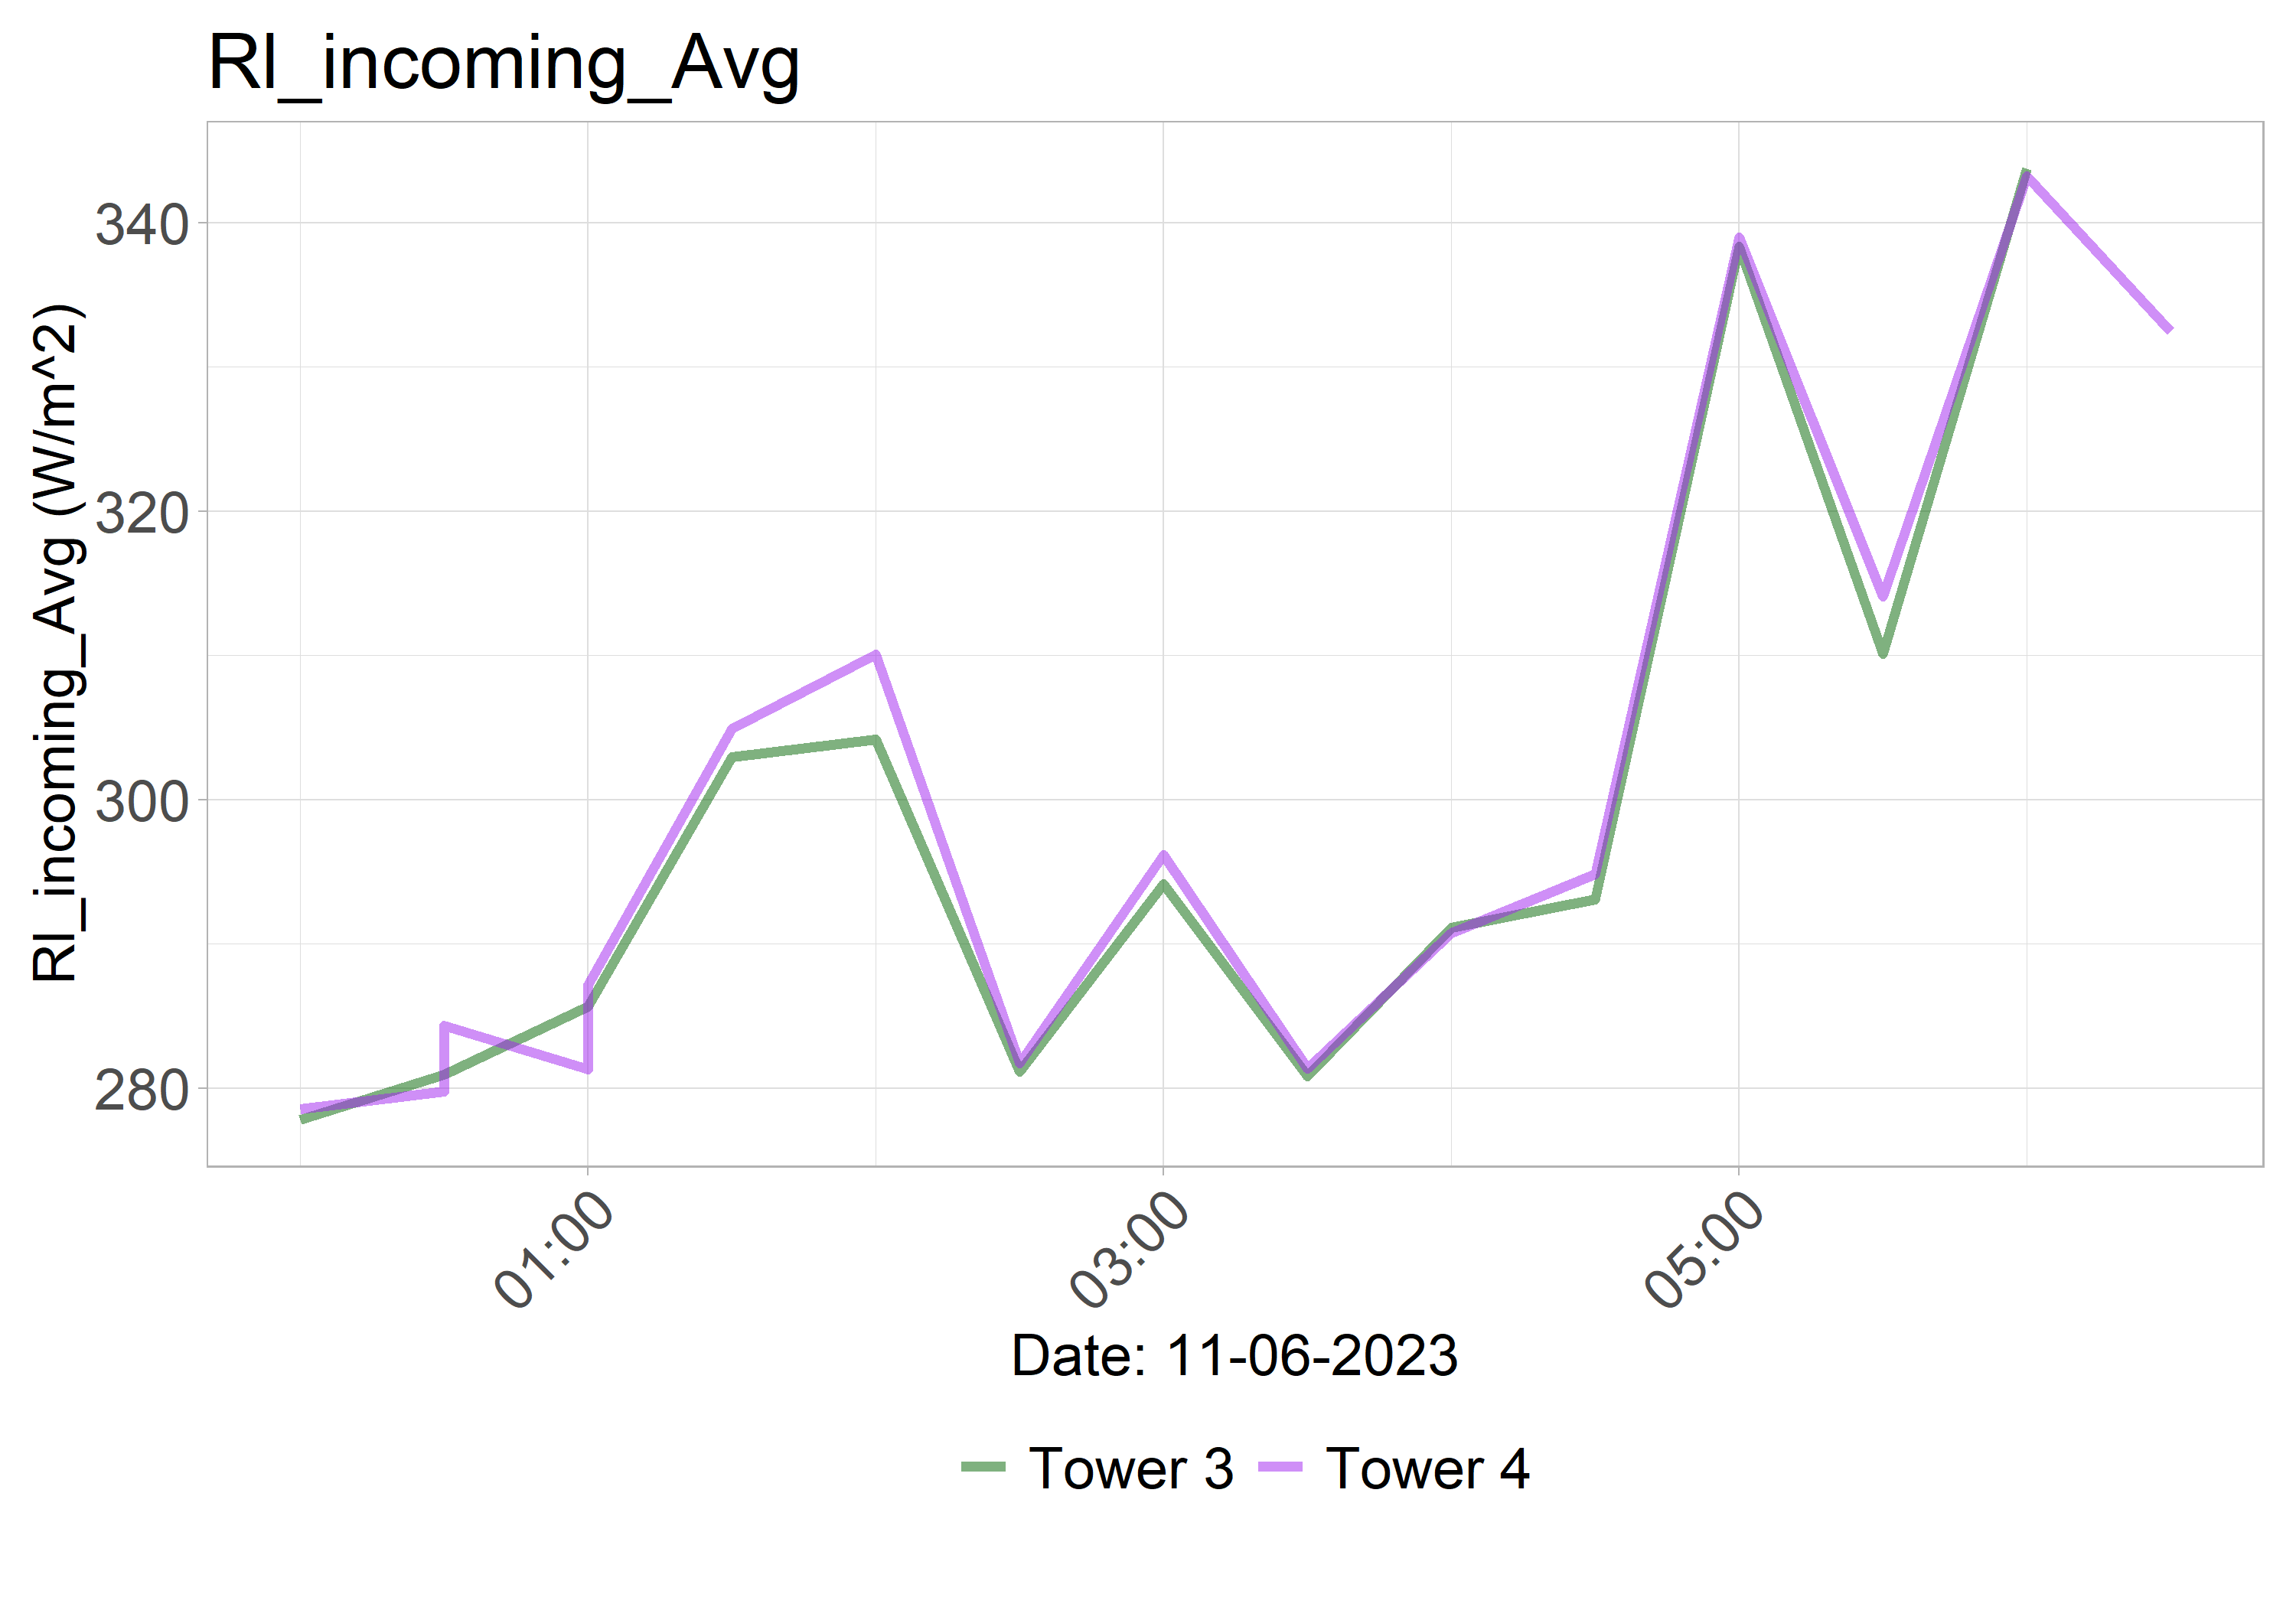 Rl_incoming_Avg
Rl_incoming_Avg (W/m^2)
340
320
300
280
01:00
03:00
05:00
Date: 11-06-2023
Tower 3
Tower 4